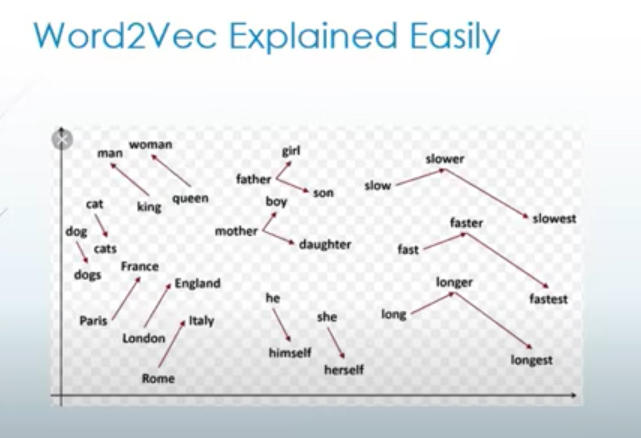 Word2Vec Explained Easily
woman
man
girl
slower
father
son
slow
cat
king
queen
boy
slowest
dog
mother
faster
cats
daughter
fast
France
dogs
England
longer
he
fastest
Paris
Italy
she
long
London
himself
longest
herself
Rome